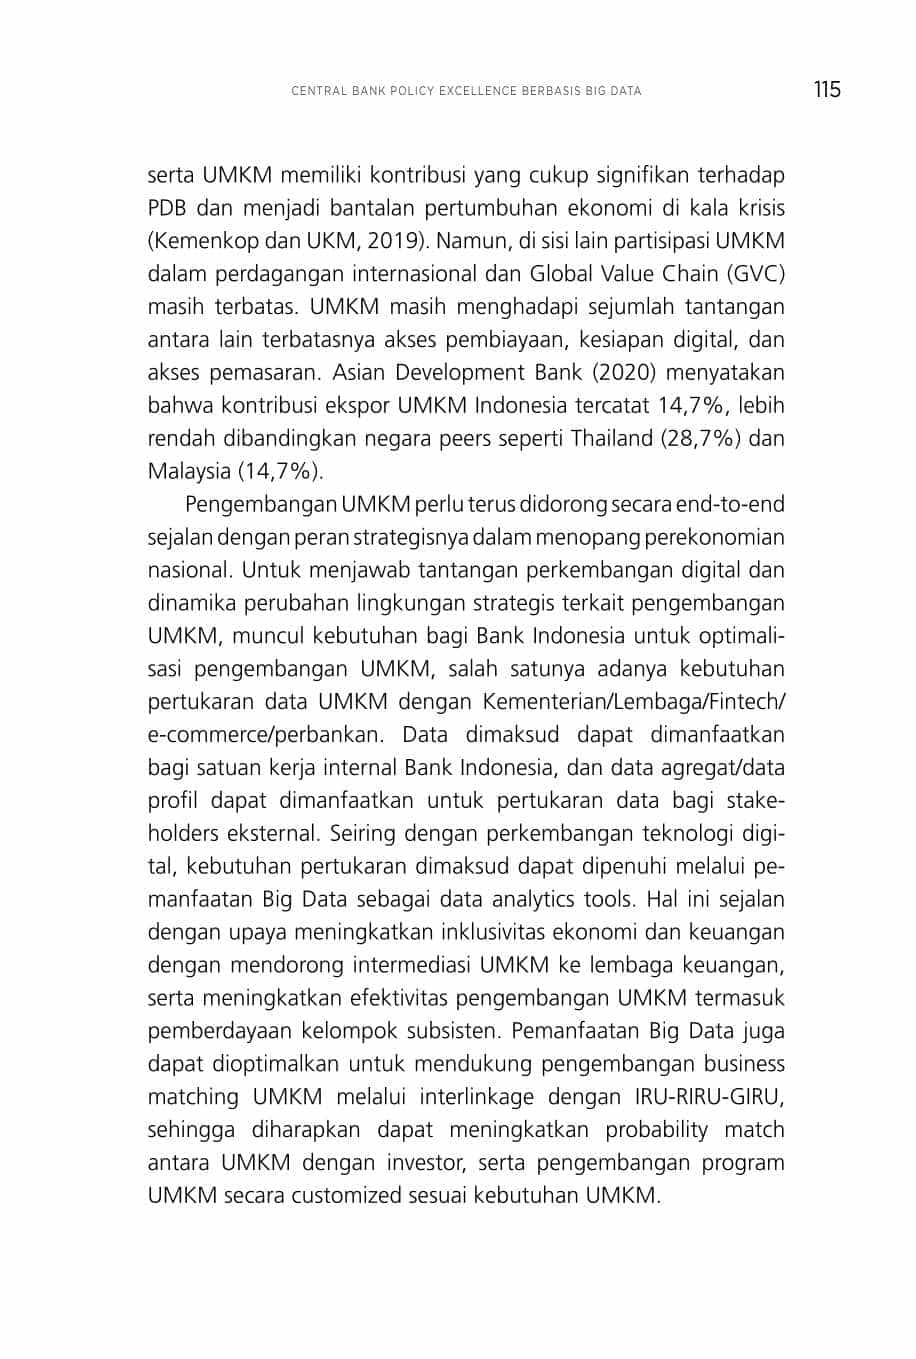 CENTRAL BANK POLICY EXCELLENCE BERBASIS BIG DATA 115
serta UMKM memiliki kontribusi yang cukup signifikan terhadap
PDB dan menjadi bantalan pertumbuhan ekonomi di kala krisis
(Kemenkop dan UKM, 2019). Namun, di sisi lain partisipasi UMKM
dalam perdagangan internasional dan Global Value Chain (GVC)
masih terbatas. UMKM masih menghadapi sejumlah tantangan
antara lain terbatasnya akses pembiayaan, kesiapan digital, dan
akses pemasaran. Asian Development Bank (2020) menyatakan
bahwa kontribusi ekspor UMKM Indonesia tercatat 14,7%, lebih
rendah dibandingkan negara peers seperti Thailand (28,7%) dan
Malaysia (14,7%).
Pengembangan UMKM perlu terus didorong secara end-to-end
sejalan dengan peran strategisnya dalam menopang perekonomian
nasional. Untuk menjawab tantangan perkembangan digital dan
dinamika perubahan lingkungan strategis terkait pengembangan
UMKM, muncul kebutuhan bagi Bank Indonesia untuk optimali-
sasi pengembangan UMKM, salah satunya adanya kebutuhan
pertukaran data UMKM dengan Kementerian/Lembaga/Fintech/
e-commerce/perbankan. Data dimaksud dapat dimanfaatkan
bagi satuan kerja internal Bank Indonesia, dan data agregat/data
profil dapat dimanfaatkan untuk pertukaran data bagi stake-
holders eksternal. Seiring dengan perkembangan teknologi digi-
tal, kebutuhan pertukaran dimaksud dapat dipenuhi melalui pe-
manfaatan Big Data sebagai data analytics tools. Hal ini sejalan
dengan upaya meningkatkan inklusivitas ekonomi dan keuangan
dengan mendorong intermediasi UMKM ke lembaga keuangan,
serta meningkatkan efektivitas pengembangan UMKM termasuk
pemberdayaan kelompok subsisten. Pemanfaatan Big Data juga
dapat dioptimalkan untuk mendukung pengembangan business
matching UMKM melalui interlinkage dengan IRU-RIRU-GIRU,
sehingga diharapkan dapat meningkatkan probability match
antara UMKM dengan investor, serta pengembangan program
UMKM secara customized sesuai kebutuhan UMKM.